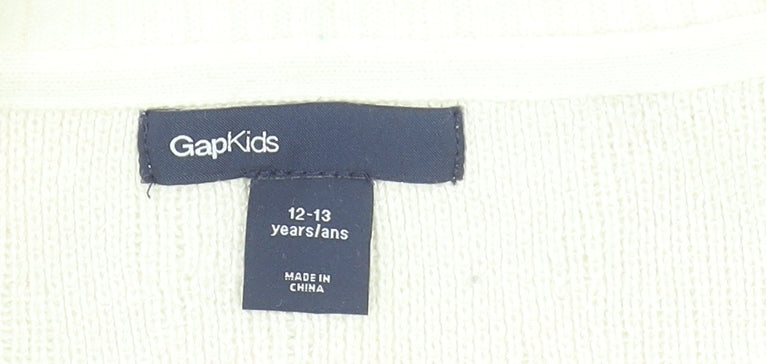 GapKids
12-13
years/ans
MADE IN
CHINA